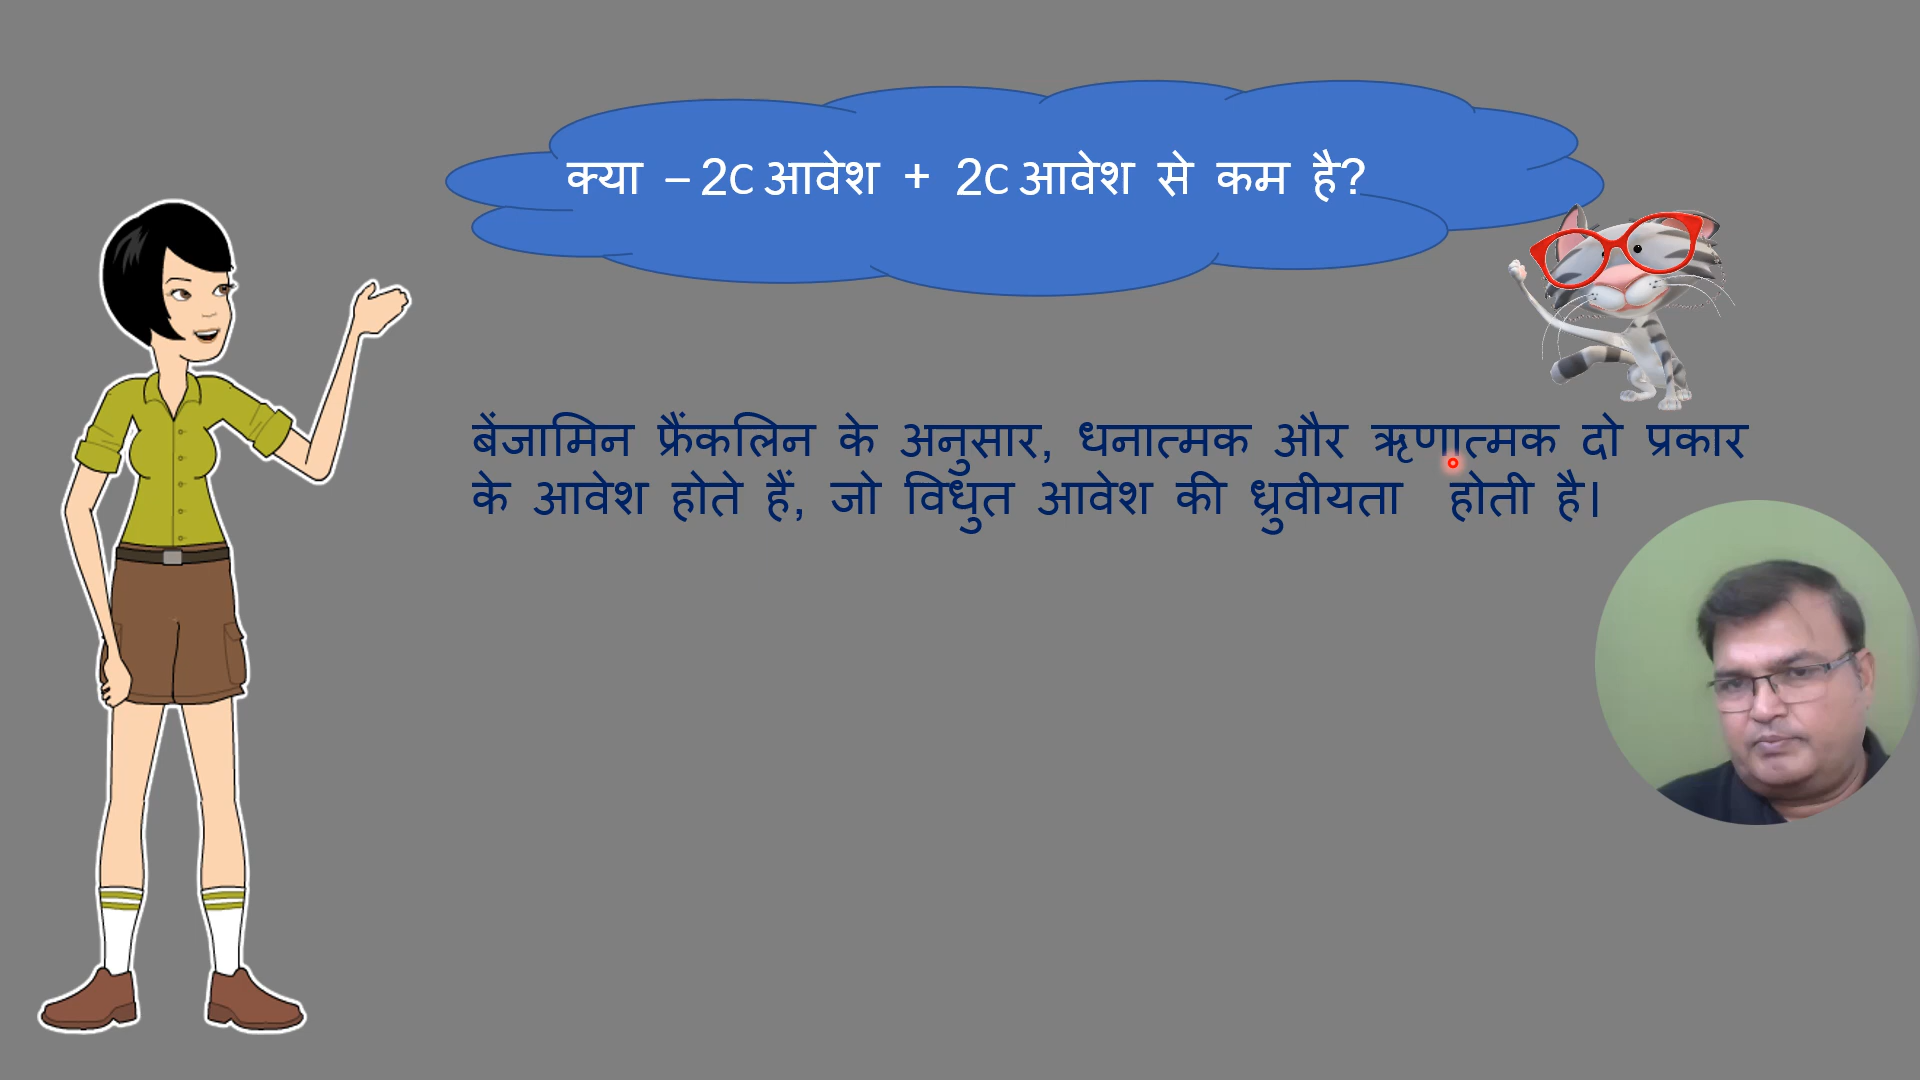 क्या – 2C आवेश + 2C आवेश से कम है?
बेंजामिन फ्रैंकलिन के अनुसार, धनात्मक और ऋणात्मक दो प्रकार
के आवेश होते हैं, जो विधुत आवेश की ध्रुवीयता होती है।